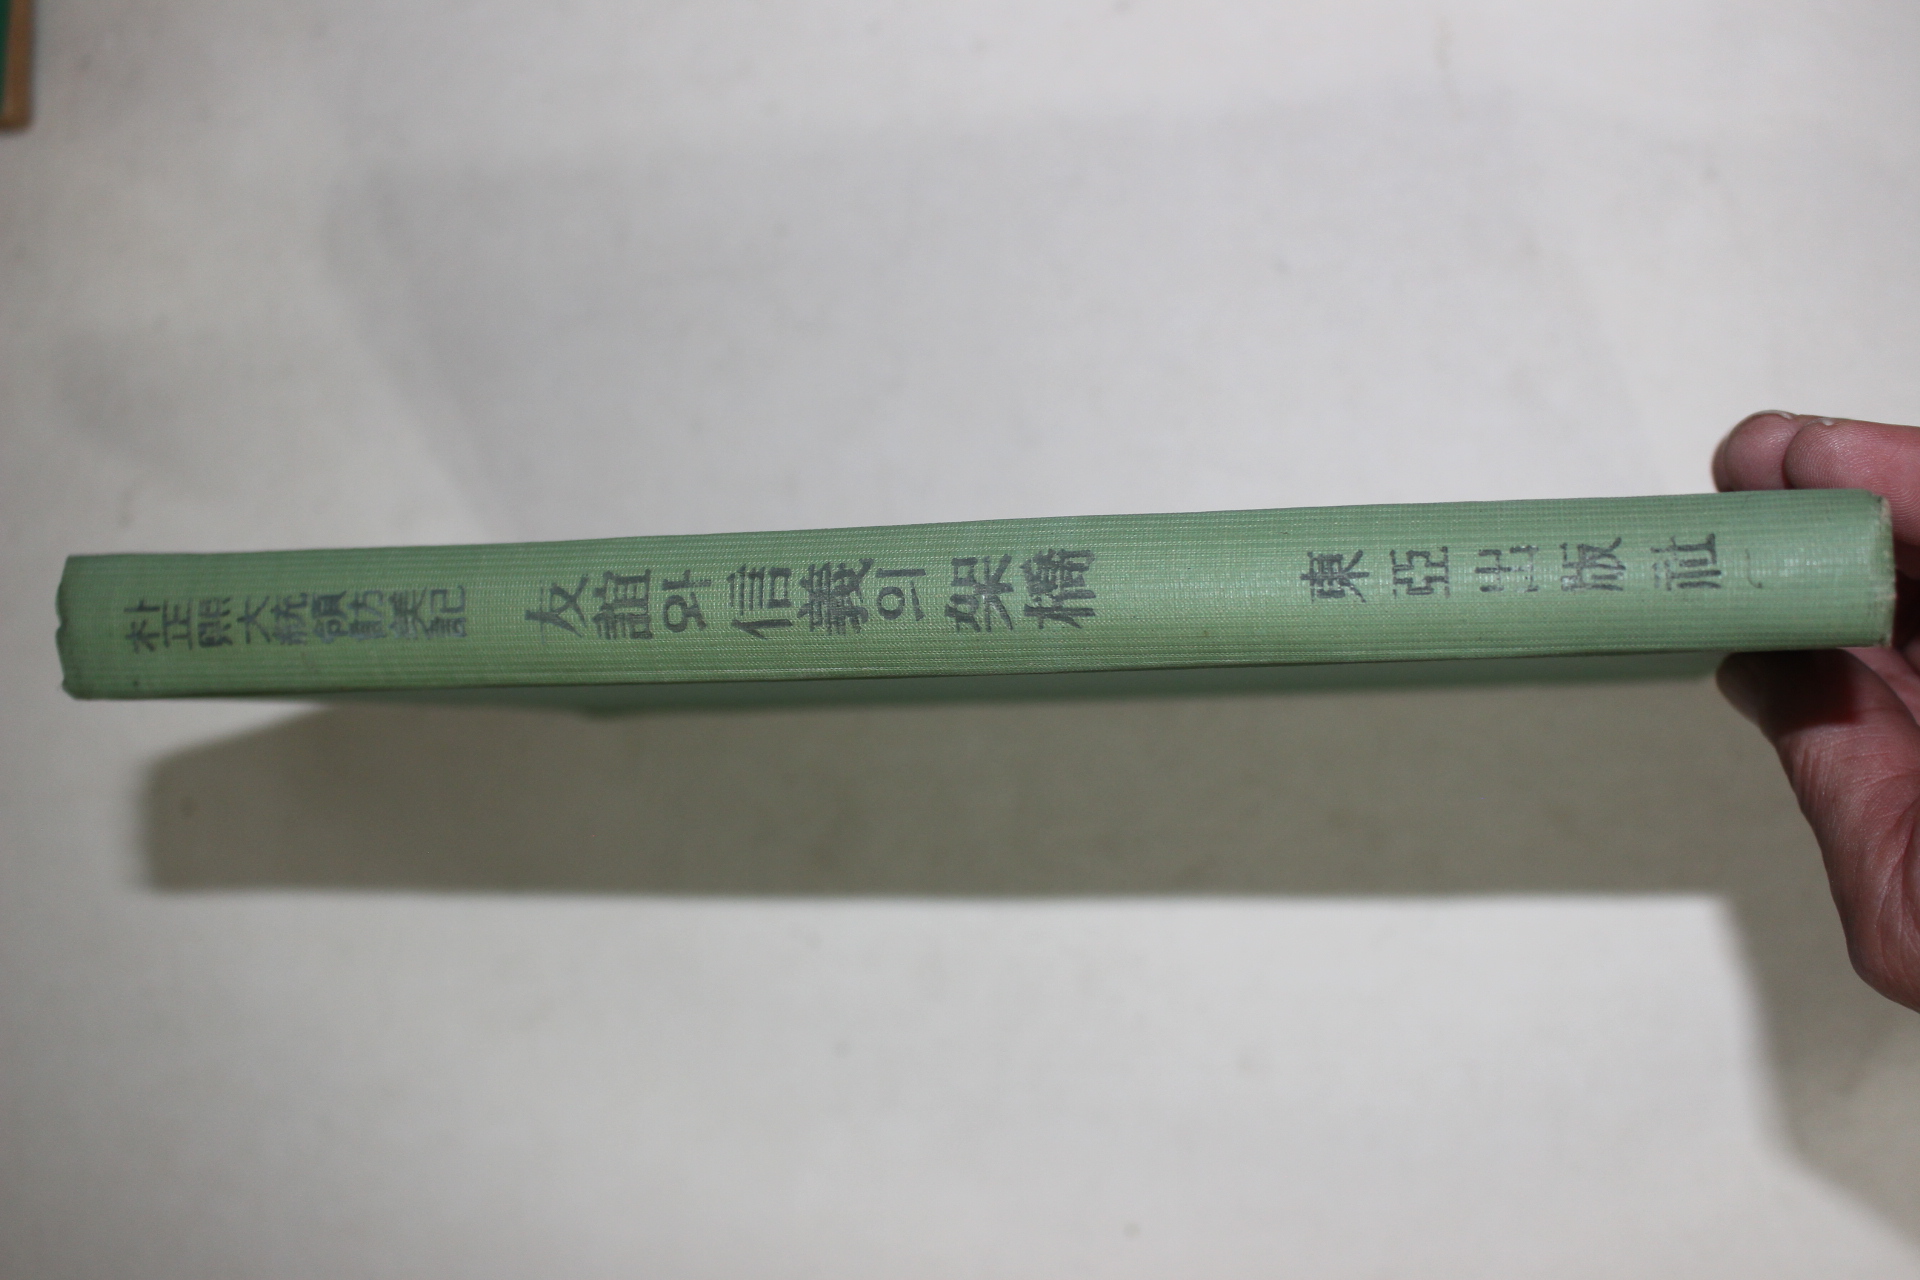 朴正熙大統領訪美記
友誼와 信義의 架橋
東亞出版社